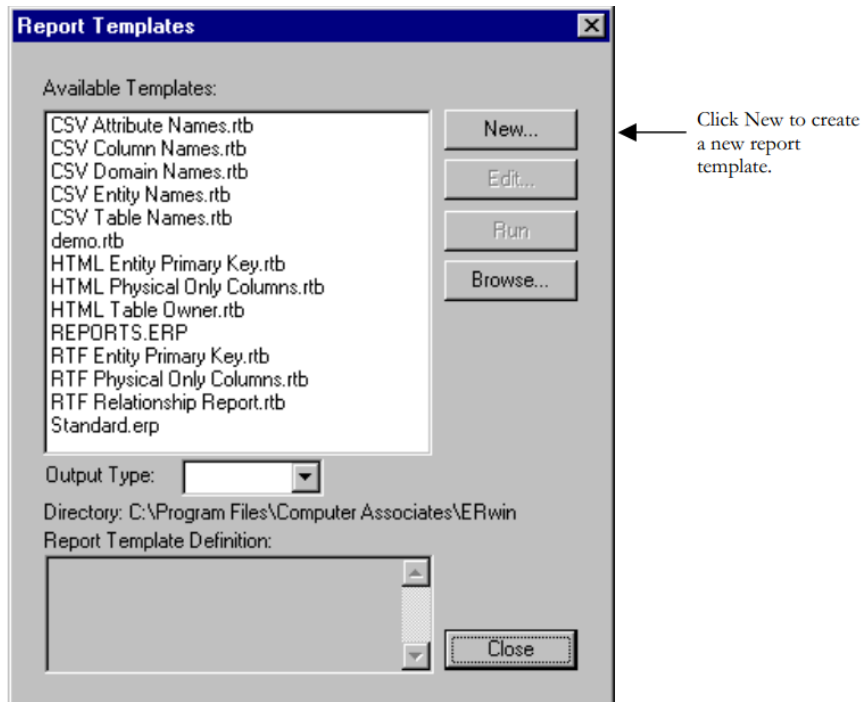 Report Templates
Available Templates:
CSV Attribute Names.rtb
CSV Column Names.rtb
CSV Domain Names.rtb
CSV Entity Names.rtb
CSV Table Names.rtb
demo.rtb
HTML Entity Primary Key.rtb
HTML Physical Only Columns.rtb
HTML Table Owner.rtb
REPORTS.ERP
RTF Entity Primary Key.rtb
RTF Physical Only Columns.rtb
RTF Relationship Report.rtb
Standard.erp
New...
Edit...
Run
Browse...
Click New to create
a new report
template.
Output Type:
Directory: C:\Program Files\Computer Associates\ERwin
Report Template Definition:
Close